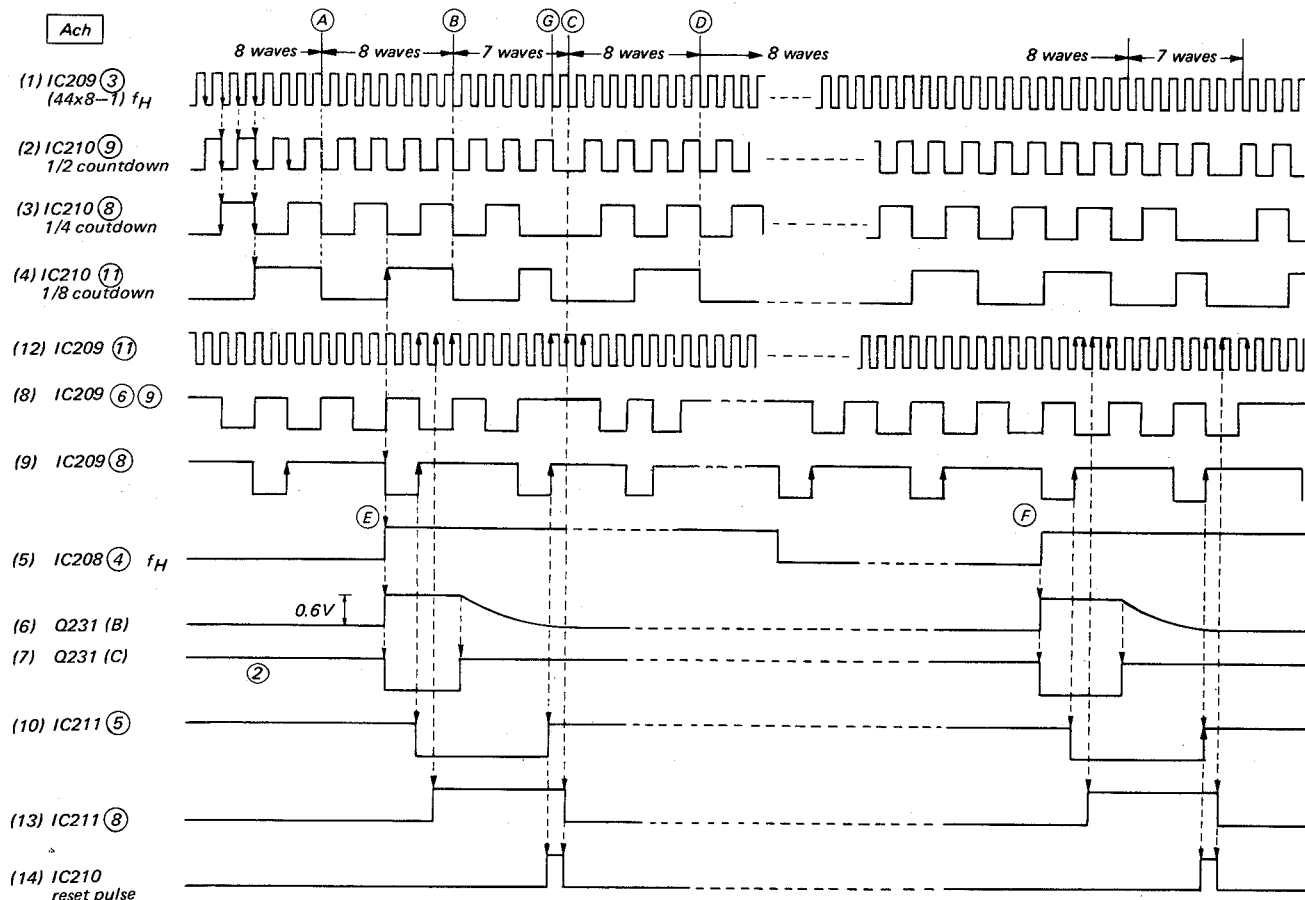 Ach
A B G C D
8 waves 8 waves 7 waves 8 waves 8 waves 8 waves 7 waves
(1) IC209 ③
(44x8−1) fH
(2) IC210 ⑨
1/2 countdown
(3) IC210 ⑧
1/4 coutdown
(4) IC210 ⑪
1/8 coutdown
(12) IC209 ⑪
(8) IC209 ⑥ ⑨
(9) IC209 ⑧
E F
(5) IC208 ④ fH
0.6V
(6) Q231 (B)
(7) Q231 (C)
②
(10) IC211 ⑤
(13) IC211 ⑧
(14) IC210
reset pulse